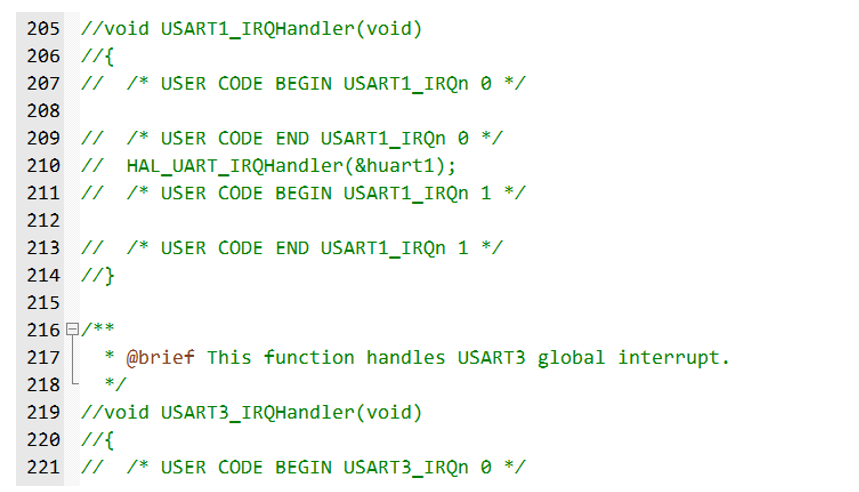 205 //void USART1_IRQHandler(void)
206 //{
207 //  /* USER CODE BEGIN USART1_IRQn 0 */
208
209 //  /* USER CODE END USART1_IRQn 0 */
210 //  HAL_UART_IRQHandler(&huart1);
211 //  /* USER CODE BEGIN USART1_IRQn 1 */
212
213 //  /* USER CODE END USART1_IRQn 1 */
214 //}
215
216 /**
217   * @brief This function handles USART3 global interrupt.
218   */
219 //void USART3_IRQHandler(void)
220 //{
221 //  /* USER CODE BEGIN USART3_IRQn 0 */